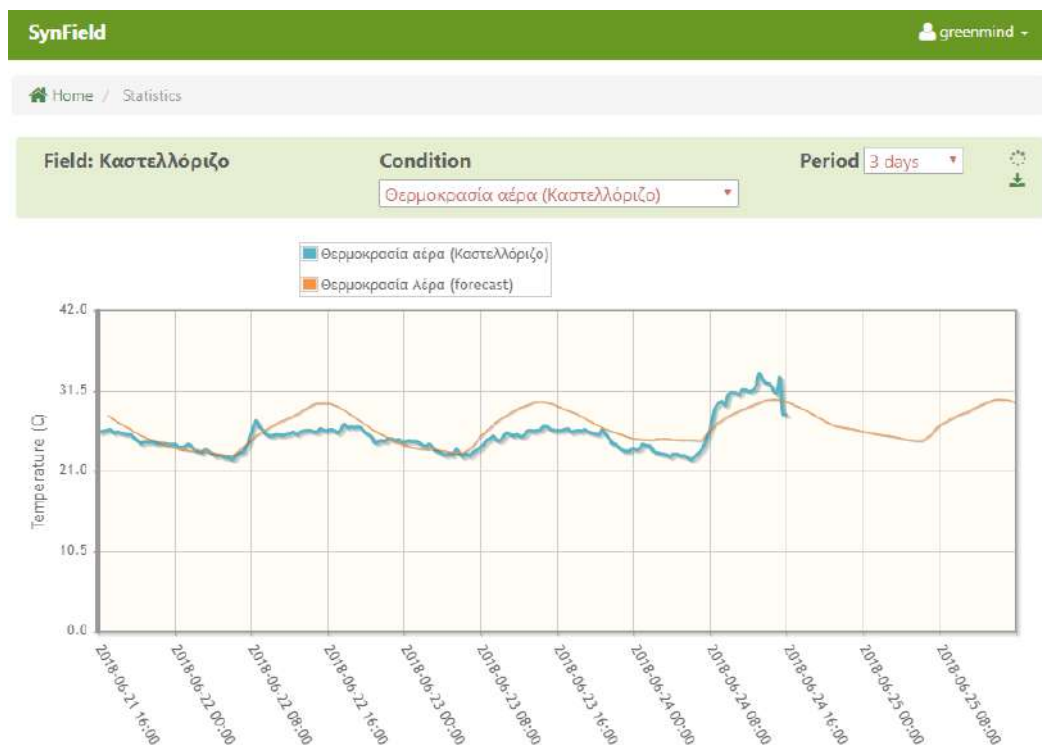 SynField
greenmind
Home / Statistics
Field: Καστελλόριζο
Condition
Period 3 days
Θερμοκρασία αέρα (Καστελλόριζο)
Θερμοκρασία αέρα (Καστελλόριζο)
Θερμοκρασία Αέρα (forecast)
42.0
31.5
21.0
10.5
0.0
Temperature (C)
2018-06-21 16:00
2018-06-22 00:00
2018-06-22 08:00
2018-06-22 16:00
2018-06-23 00:00
2018-06-23 08:00
2018-06-23 16:00
2018-06-24 00:00
2018-06-24 08:00
2018-06-24 16:00
2018-06-25 00:00
2018-06-25 08:00